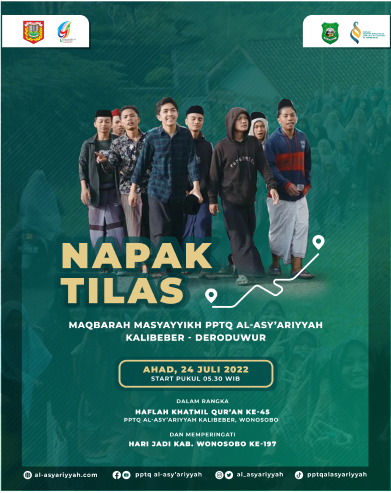 NAPAK
TILAS
MAQBARAH MASYAYYIKH PPTQ AL-ASY'ARIYYAH
KALIBEBER - DERODUWUR
AHAD, 24 JULI 2022
START PUKUL 05.30 WIB
DALAM RANGKA
HAFLAH KHATMIL QUR'AN KE-45
PPTQ AL-ASY'ARIYYAH KALIBEBER, WONOSOBO
DAN MEMPERINGATI
HARI JADI KAB. WONOSOBO KE-197
al-asyariyyah.com
pptq al-asy'ariyyah
al_asyariyyah
pptqalasyariyyah